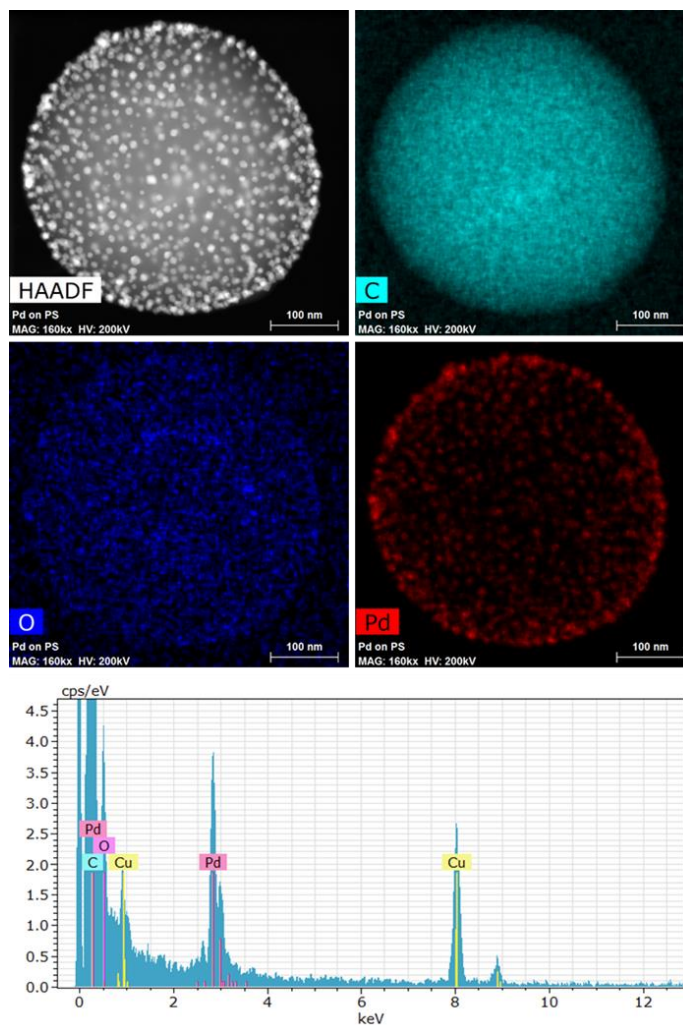 HAADF
Pd on PS
MAG: 160kx HV: 200kV
100 nm
C
Pd on PS
MAG: 160kx HV: 200kV
100 nm
O
Pd on PS
MAG: 160kx HV: 200kV
100 nm
Pd
Pd on PS
MAG: 160kx HV: 200kV
100 nm
cps/eV
4.5
4.0
3.5
3.0
2.5
2.0
1.5
1.0
0.5
0.0
Pd
O
C
Cu
Pd
Cu
0 2 4 6 8 10 12
keV